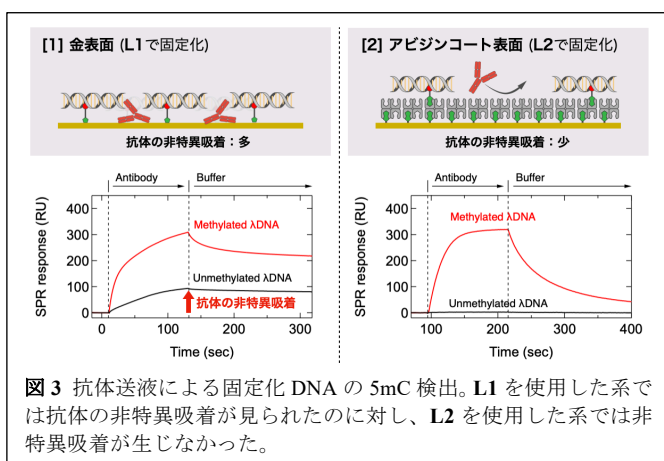 [1] 金表面 (L1で固定化)
抗体の非特異吸着：多
[2] アビジンコート表面 (L2で固定化)
抗体の非特異吸着：少
Antibody
Buffer
SPR response (RU)
400
300
200
100
0
Methylated λDNA
Unmethylated λDNA
抗体の非特異吸着
0
100
200
300
Time (sec)
Antibody
Buffer
SPR response (RU)
400
300
200
100
0
Methylated λDNA
Unmethylated λDNA
100
200
300
400
Time (sec)
図 3 抗体送液による固定化 DNA の 5mC 検出。L1 を使用した系で
は抗体の非特異吸着が見られたのに対し、L2 を使用した系では非
特異吸着が生じなかった。